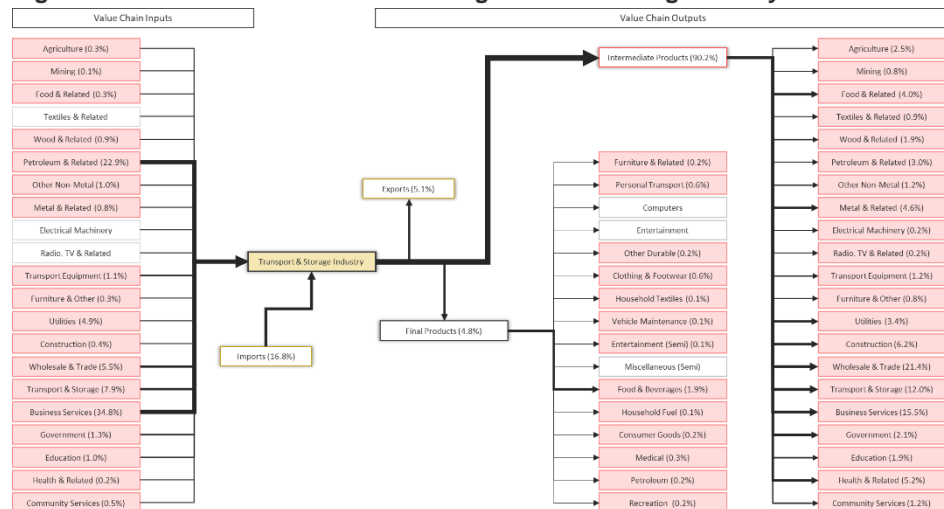 Value Chain Inputs
Value Chain Outputs
Agriculture (0.3%)
Mining (0.1%)
Food & Related (0.3%)
Textiles & Related
Wood & Related (0.9%)
Petroleum & Related (22.9%)
Other Non-Metal (1.0%)
Metal & Related (0.8%)
Electrical Machinery
Radio. TV & Related
Transport Equipment (1.1%)
Furniture & Other (0.3%)
Utilities (4.9%)
Construction (0.4%)
Wholesale & Trade (5.5%)
Transport & Storage (7.9%)
Business Services (34.8%)
Government (1.3%)
Education (1.0%)
Health & Related (0.2%)
Community Services (0.5%)
Transport & Storage Industry
Imports (16.8%)
Exports (5.1%)
Final Products (4.8%)
Intermediate Products (90.2%)
Furniture & Related (0.2%)
Personal Transport (0.6%)
Computers
Entertainment
Other Durable (0.2%)
Clothing & Footwear (0.6%)
Household Textiles (0.1%)
Vehicle Maintenance (0.1%)
Entertainment (Semi) (0.1%)
Miscellaneous (Semi)
Food & Beverages (1.9%)
Household Fuel (0.1%)
Consumer Goods (0.2%)
Medical (0.3%)
Petroleum (0.2%)
Recreation (0.2%)
Agriculture (2.5%)
Mining (0.8%)
Food & Related (4.0%)
Textiles & Related (0.9%)
Wood & Related (1.9%)
Petroleum & Related (3.0%)
Other Non-Metal (1.2%)
Metal & Related (4.6%)
Electrical Machinery (0.2%)
Radio. TV & Related (0.2%)
Transport Equipment (1.2%)
Furniture & Other (0.8%)
Utilities (3.4%)
Construction (6.2%)
Wholesale & Trade (21.4%)
Transport & Storage (12.0%)
Business Services (15.5%)
Government (2.1%)
Education (1.9%)
Health & Related (5.2%)
Community Services (1.2%)